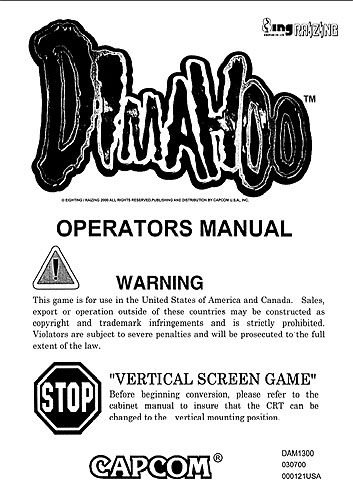 8ing RAIZING
DIMAHOO™
© EIGHTING / RAIZING 2000 ALL RIGHTS RESERVED, PUBLISHING AND DISTRIBUTION BY CAPCOM U.S.A., INC.
OPERATORS MANUAL
WARNING
This game is for use in the United States of America and Canada. Sales,
export or operation outside of these countries may be constructed as
copyright and trademark infringements and is strictly prohibited.
Violators are subject to severe penalties and will be prosecuted to the full
extent of the law.
STOP
"VERTICAL SCREEN GAME"
Before beginning conversion, please refer to the
cabinet manual to insure that the CRT can be
changed to the vertical mounting position.
CAPCOM®
DAM1300
030700
000121USA